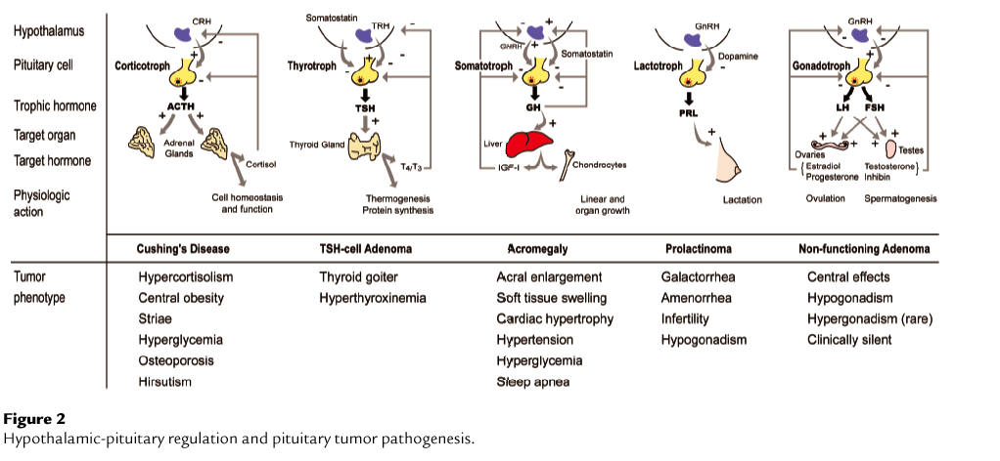 Hypothalamus
CRH
Somatostatin
TRH
GHRH
Somatostatin
GnRH
Dopamine
GnRH
Pituitary cell
Corticotroph
Thyrotroph
Somatotroph
Lactotroph
Gonadotroph
Trophic hormone
ACTH
TSH
GH
PRL
LH
FSH
Target organ
Adrenal
Glands
Thyroid Gland
Liver
Chondrocytes
Ovaries
Testes
Target hormone
Cortisol
T4/T3
IGF-I
{ Estradiol
Progesterone
Testosterone }
Inhibin
Physiologic
action
Cell homeostasis
and function
Thermogenesis
Protein synthesis
Linear and
organ growth
Lactation
Ovulation
Spermatogenesis
Cushing's Disease
TSH-cell Adenoma
Acromegaly
Prolactinoma
Non-functioning Adenoma
Tumor
phenotype
Hypercortisolism
Central obesity
Striae
Hyperglycemia
Osteoporosis
Hirsutism
Thyroid goiter
Hyperthyroxinemia
Acral enlargement
Soft tissue swelling
Cardiac hypertrophy
Hypertension
Hyperglycemia
Sleep apnea
Galactorrhea
Amenorrhea
Infertility
Hypogonadism
Central effects
Hypogonadism
Hypergonadism (rare)
Clinically silent
Figure 2
Hypothalamic-pituitary regulation and pituitary tumor pathogenesis.